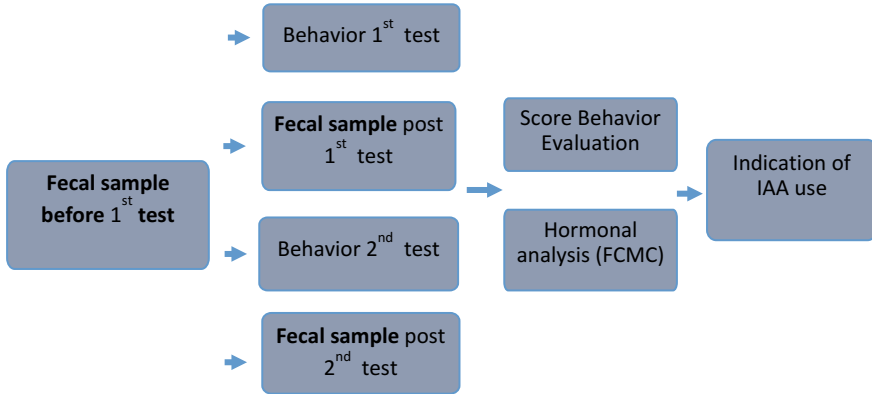 Fecal sample
before 1st test
Behavior 1st test
Fecal sample post
1st test
Behavior 2nd test
Fecal sample post
2nd test
Score Behavior
Evaluation
Hormonal
analysis (FCMC)
Indication of
IAA use